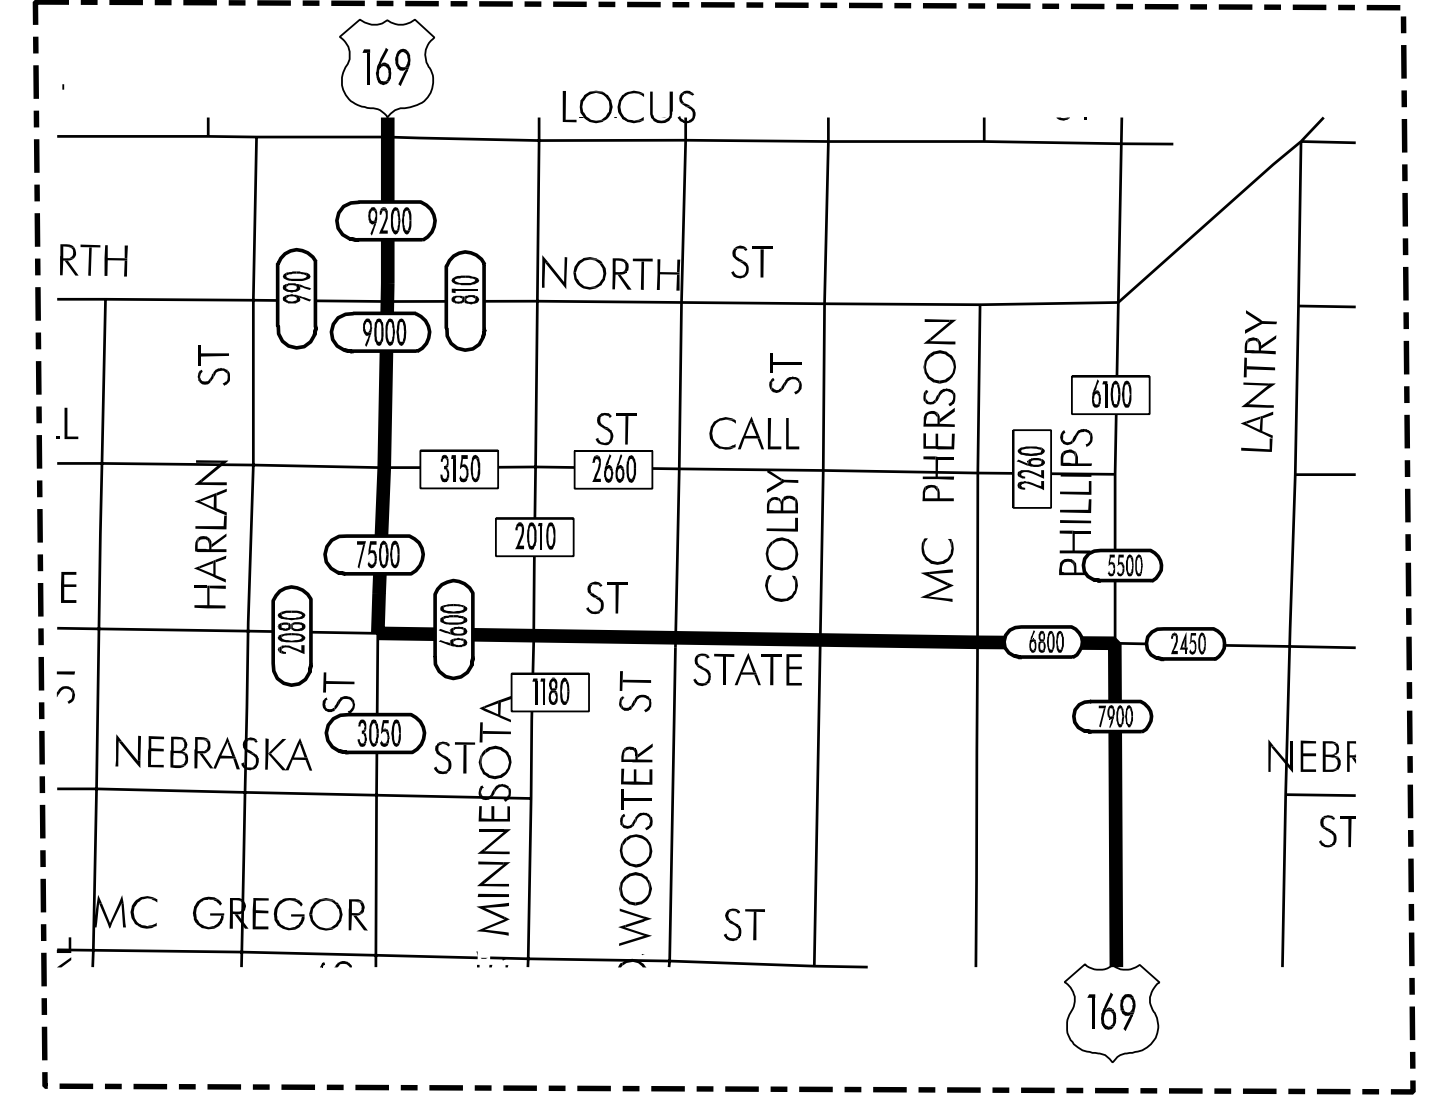 169
LOCUS
9200
RTH
990
810
NORTH
ST
9000
ST
HARLAN
ST
COLBY
MC PHERSON
LANTRY
6100
L
ST
CALL
3150
2660
2260
PHILLIPS
2010
7500
5500
E
ST
2080
6600
6800
2450
STATE
ST
1180
ST
7900
3050
NEBRASKA
ST
MINNESOTA
WOOSTER
NEBR
ST
MC GREGOR
ST
169